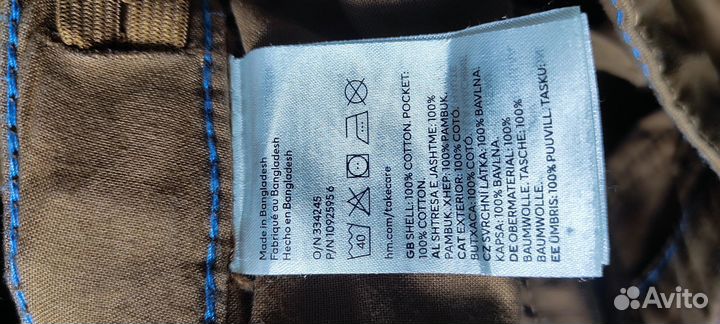 Made in Bangladesh
Fabriqué au Bangladesh
Hecho en Bangladesh
O/N 334245
P/N 10925956
40
hm.com/takecare
GB SHELL: 100% COTTON. POCKET:
100% COTTON.
AL SHTRESA E JASHTME: 100%
PAMBUK. XHEP: 100% PAMBUK.
CAT EXTERIOR: 100% COTÓ.
BUTXACA: 100% COTÓ.
CZ SVRCHNÍ LÁTKA: 100% BAVLNA.
KAPSA: 100% BAVLNA.
DE OBERMATERIAL: 100%
BAUMWOLLE. TASCHE: 100%
BAUMWOLLE.
EE ÜMBRIS: 100% PUUVILL. TASKU:
Avito